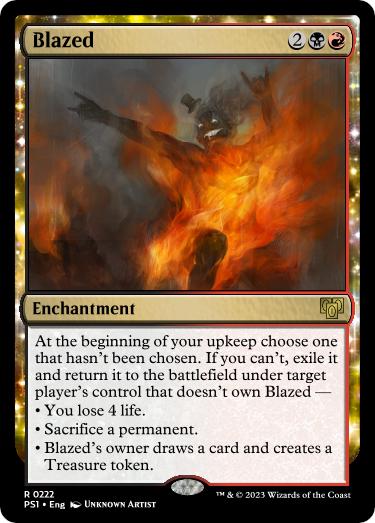 Blazed 2
Enchantment
At the beginning of your upkeep choose one
that hasn't been chosen. If you can't, exile it
and return it to the battlefield under target
player's control that doesn't own Blazed —
• You lose 4 life.
• Sacrifice a permanent.
• Blazed's owner draws a card and creates a
Treasure token.
R 0222
PS1 • Eng Unknown Artist ™ & © 2023 Wizards of the Coast